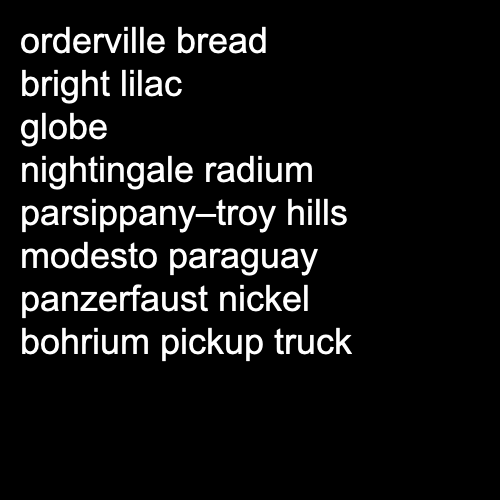 orderville bread
bright lilac
globe
nightingale radium
parsippany–troy hills
modesto paraguay
panzerfaust nickel
bohrium pickup truck